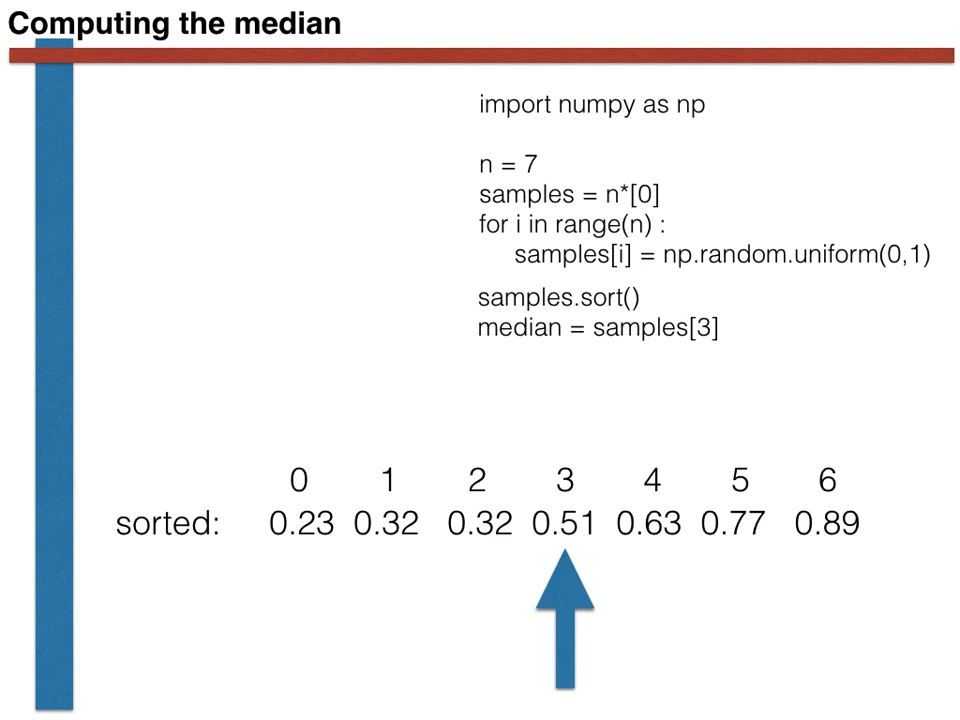 Computing the median
import numpy as np
n = 7
samples = n*[0]
for i in range(n) :
samples[i] = np.random.uniform(0,1)
samples.sort()
median = samples[3]
0 1 2 3 4 5 6
sorted: 0.23 0.32 0.32 0.51 0.63 0.77 0.89